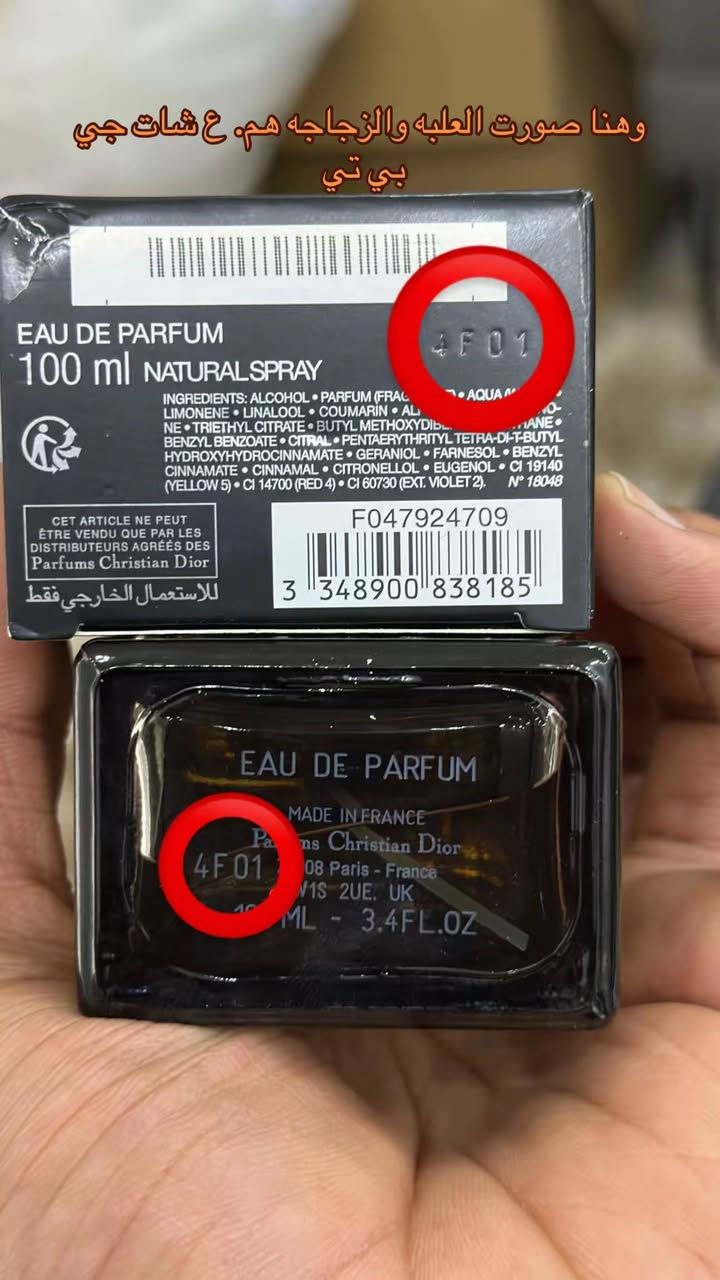 وهنا صورت العلبه والزجاجه هم. ع شات جي
بي تي
4F01
EAU DE PARFUM
100 ml NATURAL SPRAY
INGREDIENTS: ALCOHOL • PARFUM • AQUA
LIMONENE • LINALOOL • COUMARIN •
NE • TRIETHYL CITRATE • BUTYL
BENZYL BENZOATE • CITRAL • PENTAERYTHRITYL TETRA-DI-T-BUTYL
HYDROXYHYDROCINNAMATE • GERANIOL • FARNESOL • BENZYL
CINNAMATE • CINNAMAL • CITRONELLOL • EUGENOL • CI 19140
(YELLOW 5) • CI 14700 (RED 4) • CI 60730 (EXT. VIOLET 2). N° 18048
CET ARTICLE NE PEUT
ÊTRE VENDU QUE PAR LES
DISTRIBUTEURS AGRÉÉS DES
Parfums Christian Dior
للاستعمال الخارجي فقط
F047924709
3 348900 838185
EAU DE PARFUM
MADE IN FRANCE
Christian Dior
4F01 08 Paris - France
W1S 2UE. UK
ML - 3.4FL.OZ